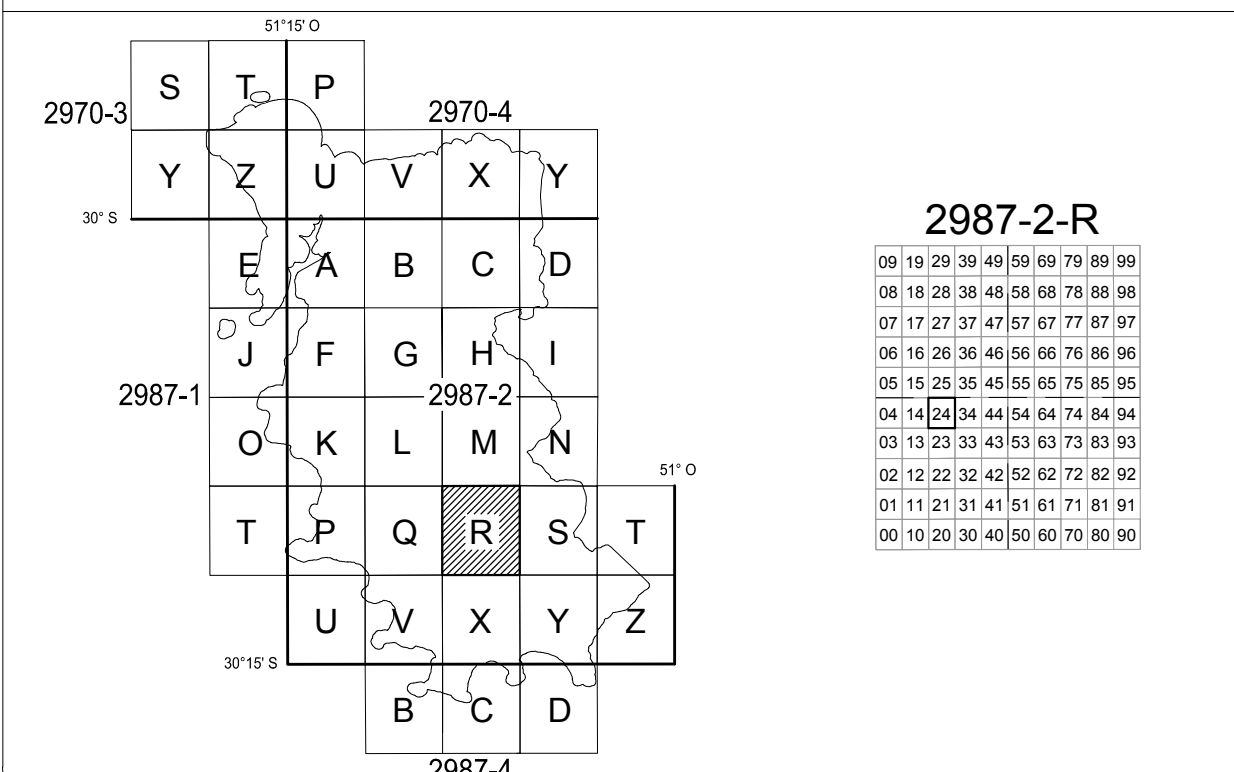 51°15' O
S T P
2970-3 2970-4
Y Z U V X Y
30° S
E A B C D
J F G H I
2987-1 2987-2
O K L M N
51° O
T P Q R S T
U V X Y Z
30°15' S
B C D
2987-4
2987-2-R
09 19 29 39 49 59 69 79 89 99
08 18 28 38 48 58 68 78 88 98
07 17 27 37 47 57 67 77 87 97
06 16 26 36 46 56 66 76 86 96
05 15 25 35 45 55 65 75 85 95
04 14 24 34 44 54 64 74 84 94
03 13 23 33 43 53 63 73 83 93
02 12 22 32 42 52 62 72 82 92
01 11 21 31 41 51 61 71 81 91
00 10 20 30 40 50 60 70 80 90